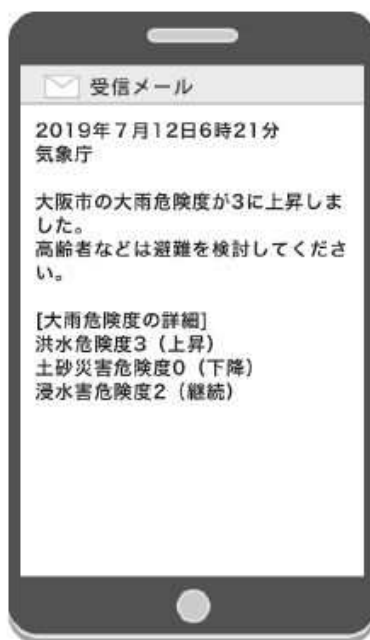 受信メール
2019年7月12日6時21分
気象庁
大阪市の大雨危険度が3に上昇しま
した。
高齢者などは避難を検討してくださ
い。
[大雨危険度の詳細]
洪水危険度3（上昇）
土砂災害危険度0（下降）
浸水害危険度2（継続）